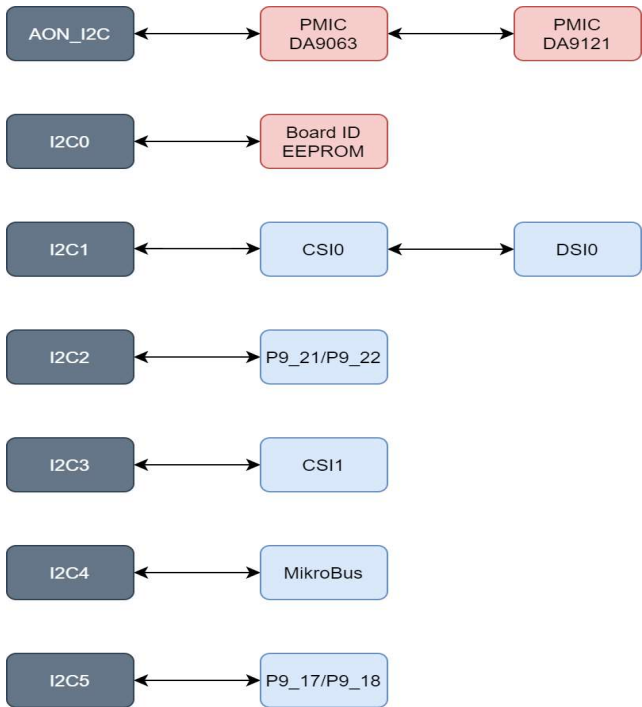 AON_I2C
PMIC
DA9063
PMIC
DA9121
I2C0
Board ID
EEPROM
I2C1
CSI0
DSI0
I2C2
P9_21/P9_22
I2C3
CSI1
I2C4
MikroBus
I2C5
P9_17/P9_18